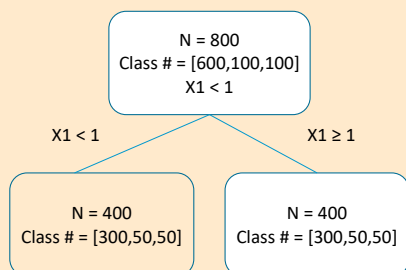 N = 800
Class # = [600,100,100]
X1 < 1
X1 < 1
X1 ≥ 1
N = 400
Class # = [300,50,50]
N = 400
Class # = [300,50,50]